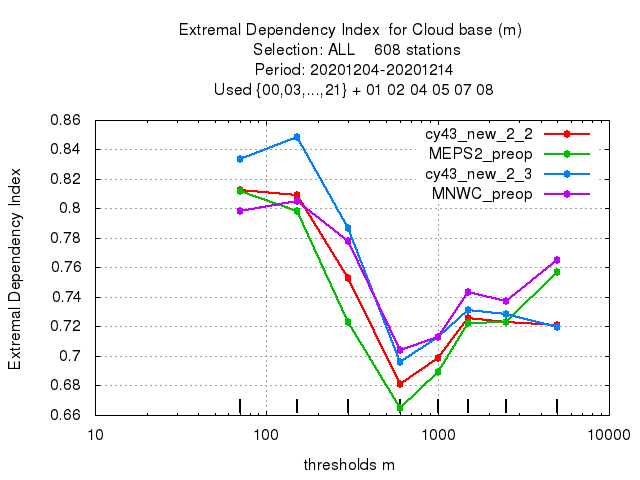 Extremal Dependency Index  for Cloud base (m)
Selection: ALL    608 stations
Period: 20201204-20201214
Used {00,03,...,21} + 01 02 04 05 07 08
cy43_new_2_2
MEPS2_preop
cy43_new_2_3
MNWC_preop
Extremal Dependency Index
0.86
0.84
0.82
0.8
0.78
0.76
0.74
0.72
0.7
0.68
0.66
10 100 1000 10000
thresholds m